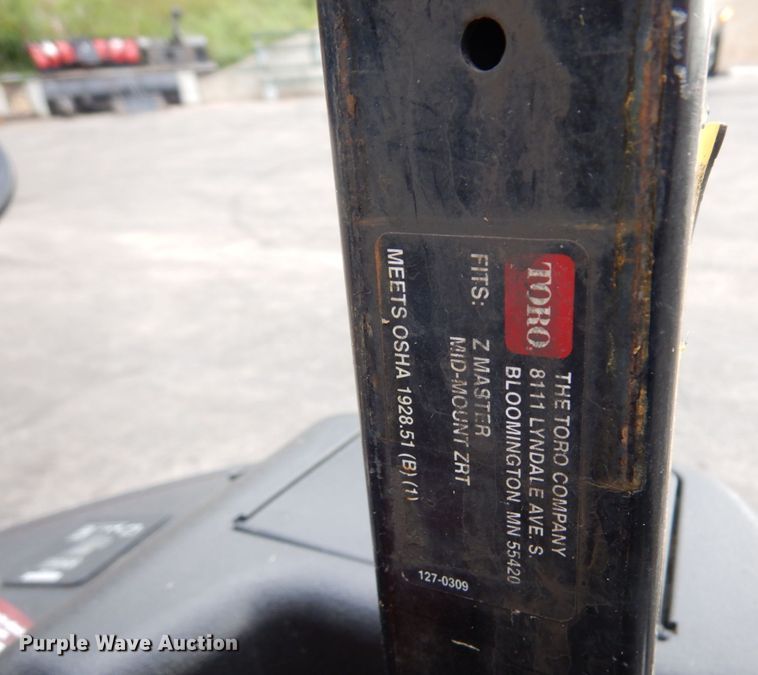 TORO
THE TORO COMPANY
8111 LYNDALE AVE. S.
BLOOMINGTON, MN 55420
FITS: Z MASTER
MID-MOUNT ZRT
MEETS OSHA 1928.51 (B) (1)
127-0309
Purple Wave Auction